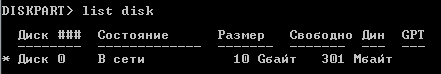 DISKPART> list disk
Диск ### Состояние Размер Свободно Дин GPT
-------- ------------- ------- ------- --- ---
* Диск 0 В сети 10 Gбайт 301 Mбайт